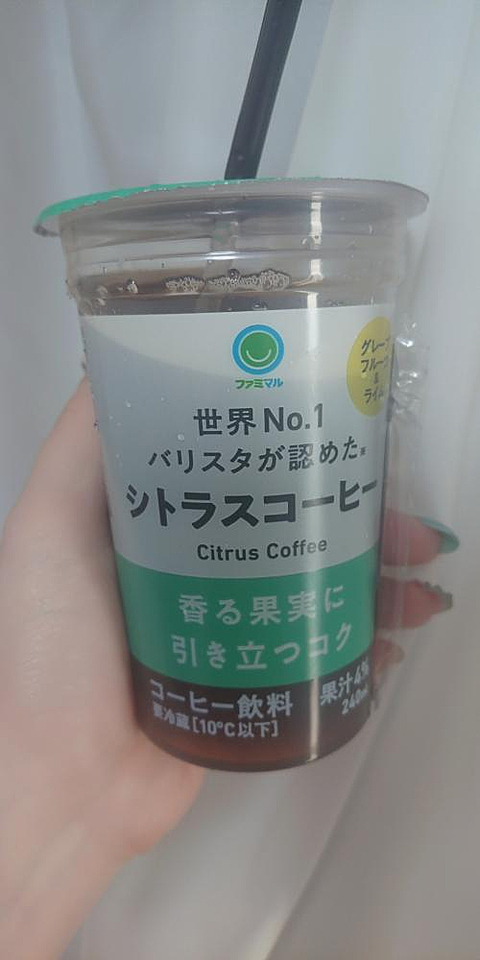 ファミマル
グレープ
フルーツ
&
ライム
世界No.1
バリスタが認めた※
シトラスコーヒー
Citrus Coffee
香る果実に
引き立つコク
コーヒー飲料
要冷蔵[10℃以下]
果汁4%
240ml